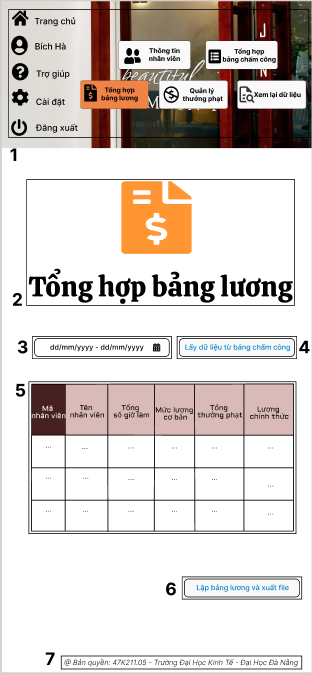 Trang chủ
Bích Hà
Trợ giúp
Cài đặt
Đăng xuất
Thông tin
nhân viên
Tổng hợp
bảng chấm công
beautiful
Tổng hợp
bảng lương
Quản lý
thưởng phạt
Xem lại dữ liệu
1
Tổng hợp bảng lương
2
3
dd/mm/yyyy - dd/mm/yyyy
Lấy dữ liệu từ bảng chấm công
4
5
Mã
nhân viên
Tên
nhân viên
Tổng
số giờ làm
Mức lương
cơ bản
Tổng
thưởng phạt
Lương
chính thức
... ... ... ... ... ...
... ... ... ... ... ...
... ... ... ... ... ...
6
Lập bảng lương và xuất file
7
@ Bản quyền: 47K211.05 - Trường Đại Học Kinh Tế - Đại Học Đà Nẵng